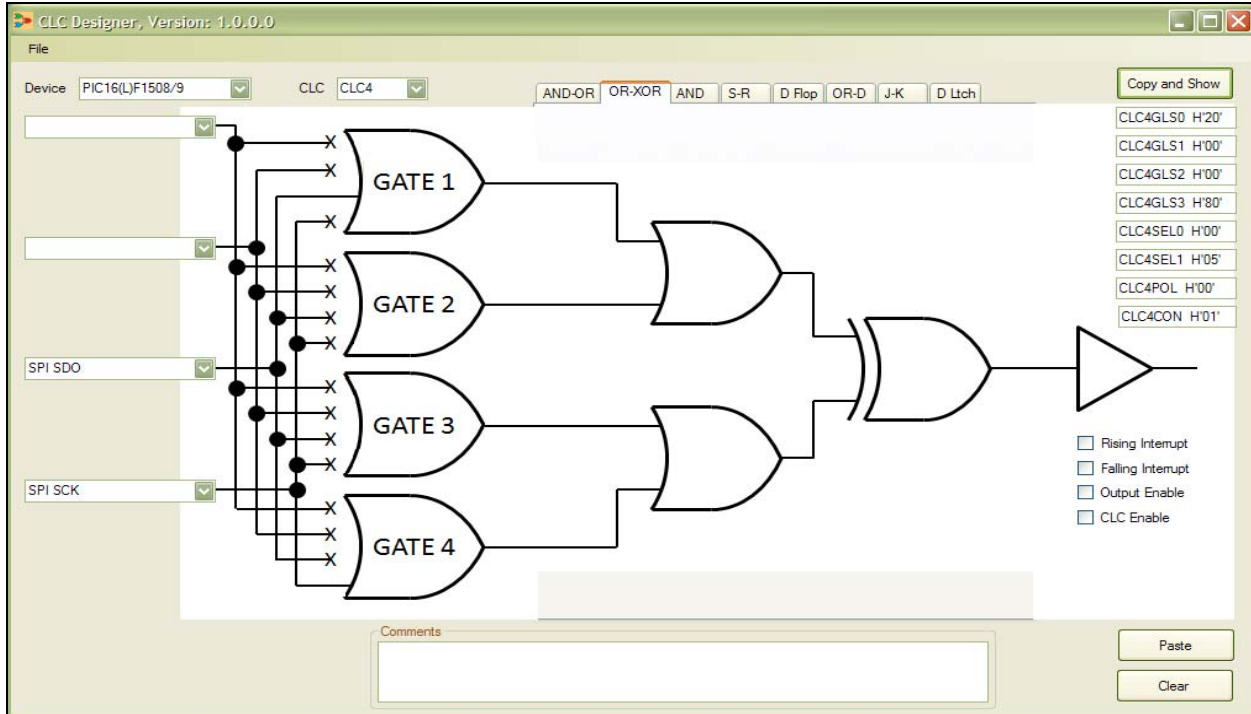 CLC Designer, Version: 1.0.0.0
File
Device PIC16(L)F1508/9 CLC CLC4
AND-OR OR-XOR AND S-R D Flop OR-D J-K D Ltch
Copy and Show
CLC4GLS0 H'20'
CLC4GLS1 H'00'
CLC4GLS2 H'00'
CLC4GLS3 H'80'
CLC4SEL0 H'00'
CLC4SEL1 H'05'
CLC4POL H'00'
CLC4CON H'01'
X
X
GATE 1
X
X
X
GATE 2
X
X
SPI SDO
X
X
GATE 3
X
X
SPI SCK
X
X
GATE 4
X
Rising Interrupt
Falling Interrupt
Output Enable
CLC Enable
Comments
Paste
Clear